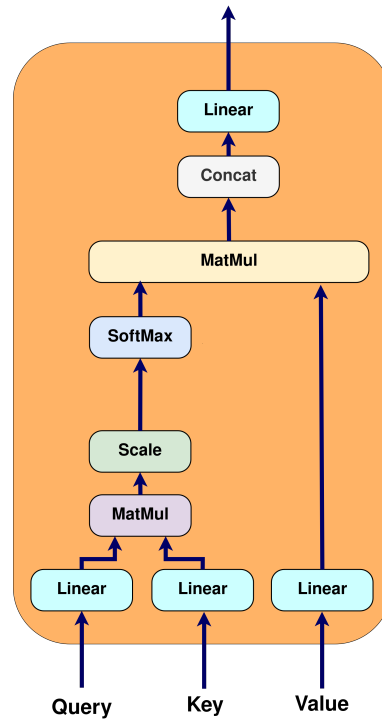 Linear
Concat
MatMul
SoftMax
Scale
MatMul
Linear Linear Linear
Query Key Value